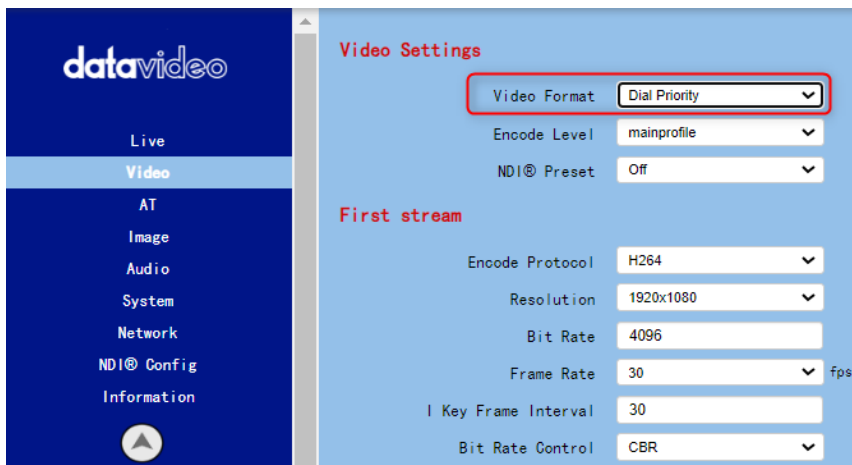 datavideo
Live
Video
AT
Image
Audio
System
Network
NDI® Config
Information
Video Settings
Video Format Dial Priority
Encode Level mainprofile
NDI® Preset Off
First stream
Encode Protocol H264
Resolution 1920x1080
Bit Rate 4096
Frame Rate 30 fps
I Key Frame Interval 30
Bit Rate Control CBR